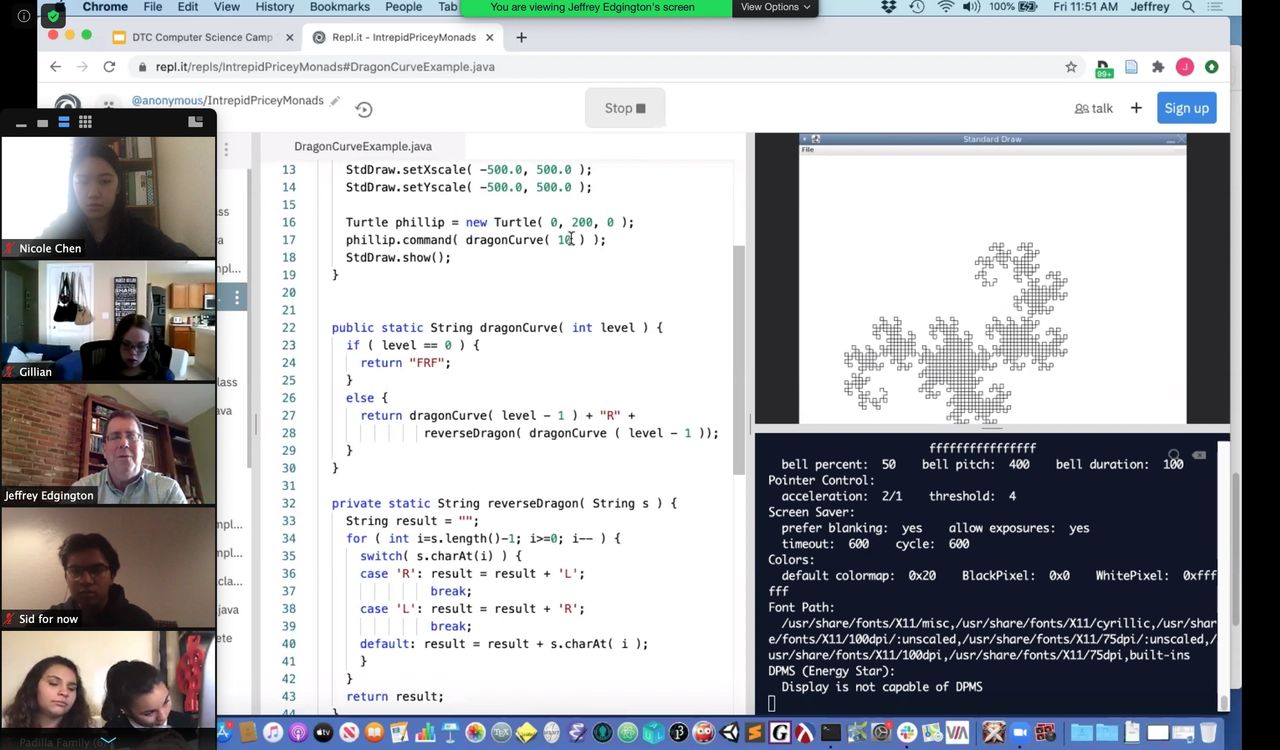 Chrome File Edit View History Bookmarks People Tab
You are viewing Jeffrey Edgington's screen View Options
100% Fri 11:51 AM Jeffrey
DTC Computer Science Camp
Repl.it - IntrepidPriceyMonads
repl.it/repls/IntrepidPriceyMonads#DragonCurveExample.java
99+
J
@anonymous/IntrepidPriceyMonads
Stop
talk
Sign up
DragonCurveExample.java
13 StdDraw.setXscale( -500.0, 500.0 );
14 StdDraw.setYscale( -500.0, 500.0 );
15
16 Turtle phillip = new Turtle( 0, 200, 0 );
17 phillip.command( dragonCurve( 10 ) );
18 StdDraw.show();
19 }
20
21
22 public static String dragonCurve( int level ) {
23 if ( level == 0 ) {
24 return "FRF";
25 }
26 else {
27 return dragonCurve( level - 1 ) + "R" +
28 reverseDragon( dragonCurve ( level - 1 ));
29 }
30 }
31
32 private static String reverseDragon( String s ) {
33 String result = "";
34 for ( int i=s.length()-1; i>=0; i-- ) {
35 switch( s.charAt(i) ) {
36 case 'R': result = result + 'L';
37 break;
38 case 'L': result = result + 'R';
39 break;
40 default: result = result + s.charAt( i );
41 }
42 }
43 return result;
44 }
Standard Draw
File
ffffffffffffffff
bell percent: 50 bell pitch: 400 bell duration: 100
Pointer Control:
acceleration: 2/1 threshold: 4
Screen Saver:
prefer blanking: yes allow exposures: yes
timeout: 600 cycle: 600
Colors:
default colormap: 0x20 BlackPixel: 0x0 WhitePixel: 0xfff
fff
Font Path:
/usr/share/fonts/X11/misc,/usr/share/fonts/X11/cyrillic,/usr/shar
e/fonts/X11/100dpi/:unscaled,/usr/share/fonts/X11/75dpi/:unscaled,/
usr/share/fonts/X11/100dpi,/usr/share/fonts/X11/75dpi,built-ins
DPMS (Energy Star):
Display is not capable of DPMS
Nicole Chen
Gillian
Jeffrey Edgington
Sid for now
Padilla Family